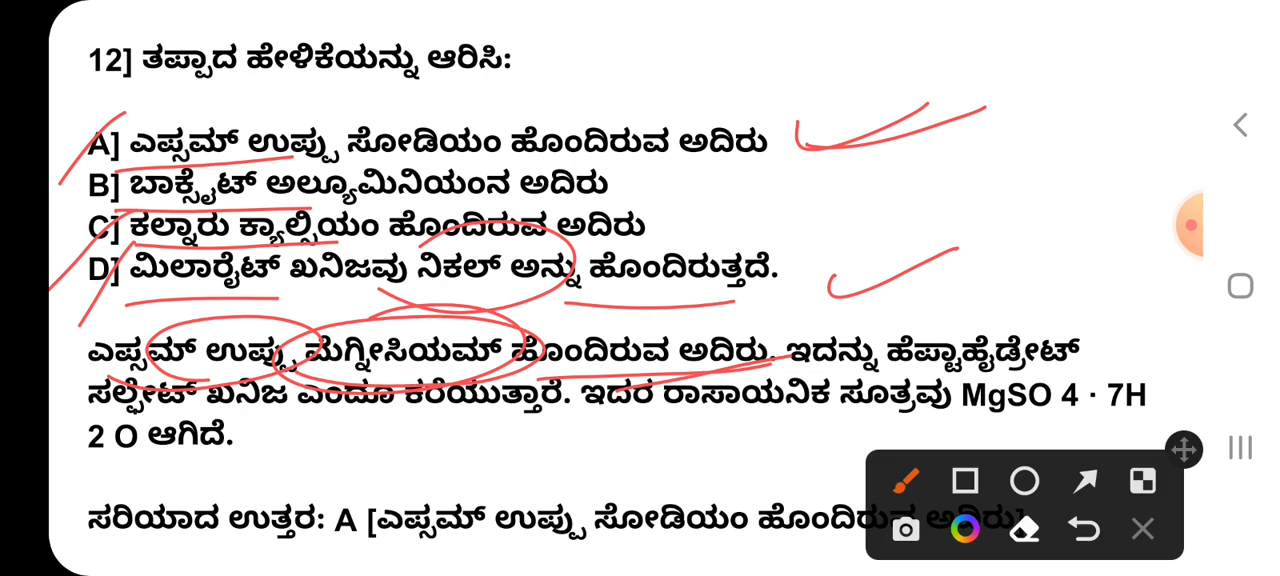 12] ತಪ್ಪಾದ ಹೇಳಿಕೆಯನ್ನು ಆರಿಸಿ:
A] ಎಪ್ಸಮ್ ಉಪ್ಪು ಸೋಡಿಯಂ ಹೊಂದಿರುವ ಅದಿರು
B] ಬಾಕ್ಸೈಟ್ ಅಲ್ಯೂಮಿನಿಯಂನ ಅದಿರು
C] ಕಲ್ನಾರು ಕ್ಯಾಲ್ಸಿಯಂ ಹೊಂದಿರುವ ಅದಿರು
D] ಮಿಲಾರೈಟ್ ಖನಿಜವು ನಿಕಲ್ ಅನ್ನು ಹೊಂದಿರುತ್ತದೆ.
ಎಪ್ಸಮ್ ಉಪ್ಪು ಮೆಗ್ನೀಸಿಯಮ್ ಹೊಂದಿರುವ ಅದಿರು. ಇದನ್ನು ಹೆಪ್ಟಾಹೈಡ್ರೇಟ್
ಸಲ್ಫೇಟ್ ಖನಿಜ ಎಂದೂ ಕರೆಯುತ್ತಾರೆ. ಇದರ ರಾಸಾಯನಿಕ ಸೂತ್ರವು MgSO 4 · 7H
2 O ಆಗಿದೆ.
ಸರಿಯಾದ ಉತ್ತರ: A [ಎಪ್ಸಮ್ ಉಪ್ಪು ಸೋಡಿಯಂ ಹೊಂದಿರುವ ಅದಿರು]